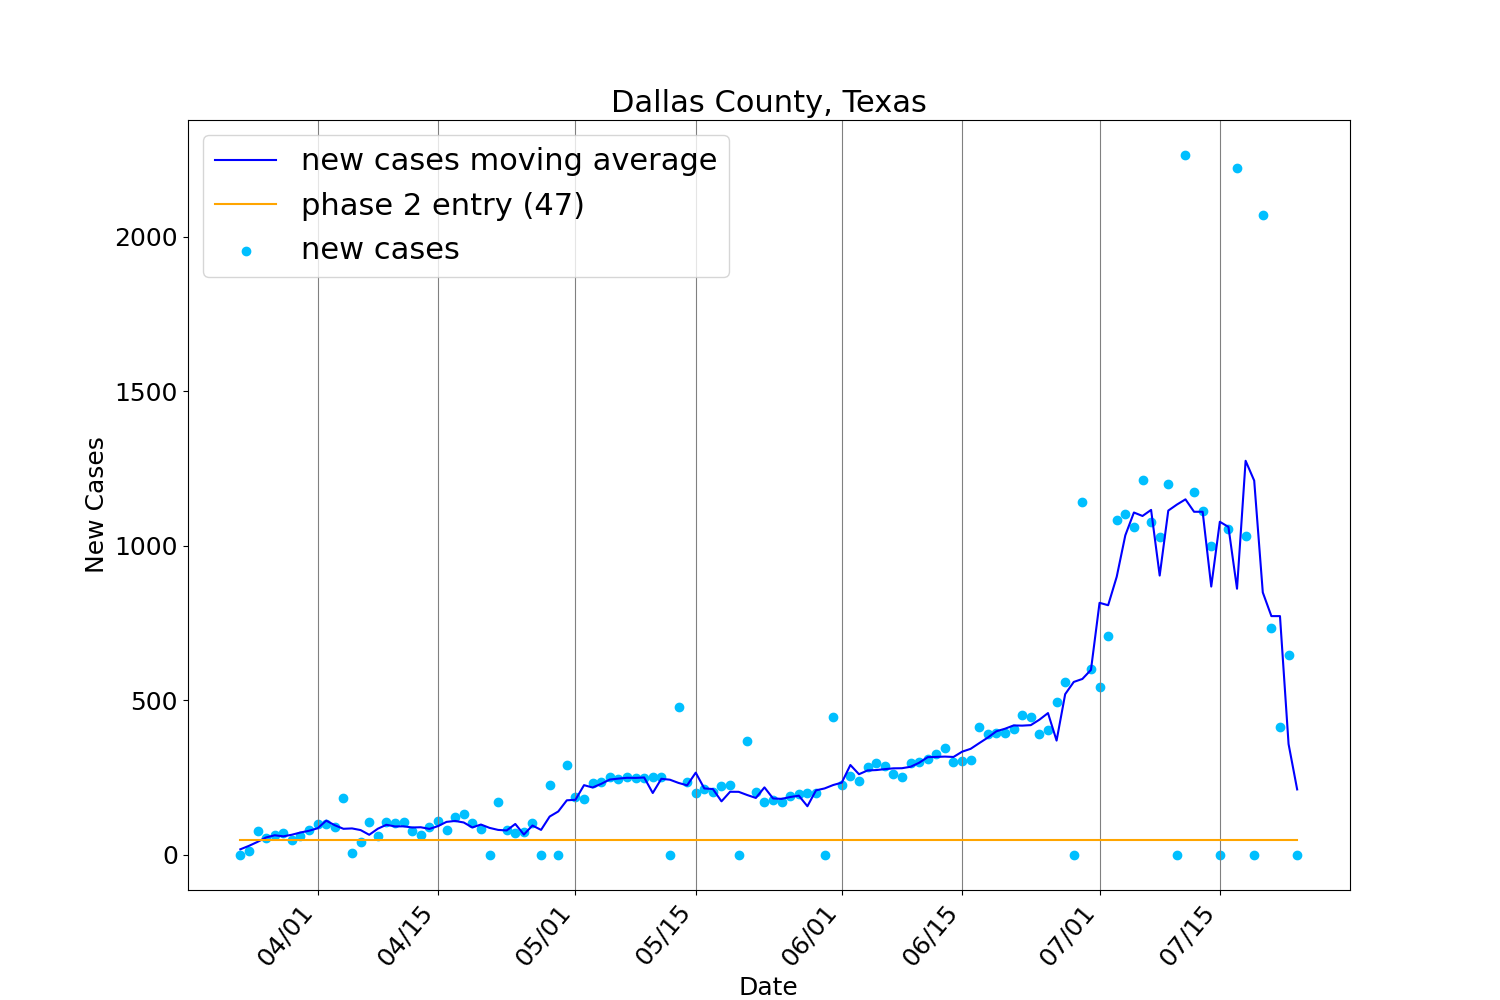 Dallas County, Texas
new cases moving average
phase 2 entry (47)
new cases
New Cases
2000
1500
1000
500
0
04/01
04/15
05/01
05/15
06/01
06/15
07/01
07/15
Date